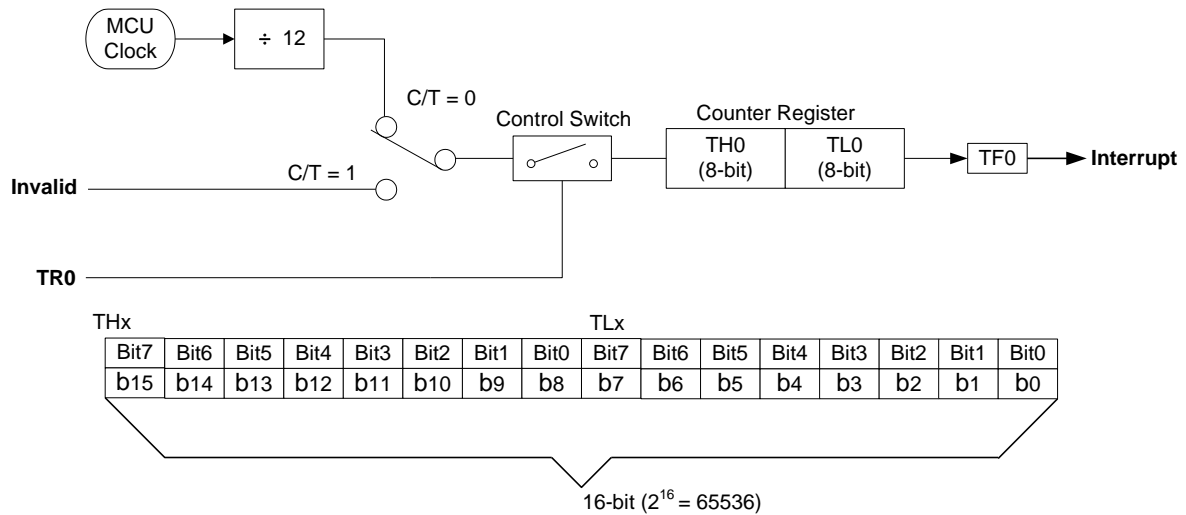 MCU
Clock
÷ 12
C/T = 0
Control Switch
Counter Register
TH0
(8-bit)
TL0
(8-bit)
TF0
Interrupt
C/T = 1
Invalid
TR0
THx TLx
Bit7 Bit6 Bit5 Bit4 Bit3 Bit2 Bit1 Bit0 Bit7 Bit6 Bit5 Bit4 Bit3 Bit2 Bit1 Bit0
b15 b14 b13 b12 b11 b10 b9 b8 b7 b6 b5 b4 b3 b2 b1 b0
16-bit (2¹⁶ = 65536)